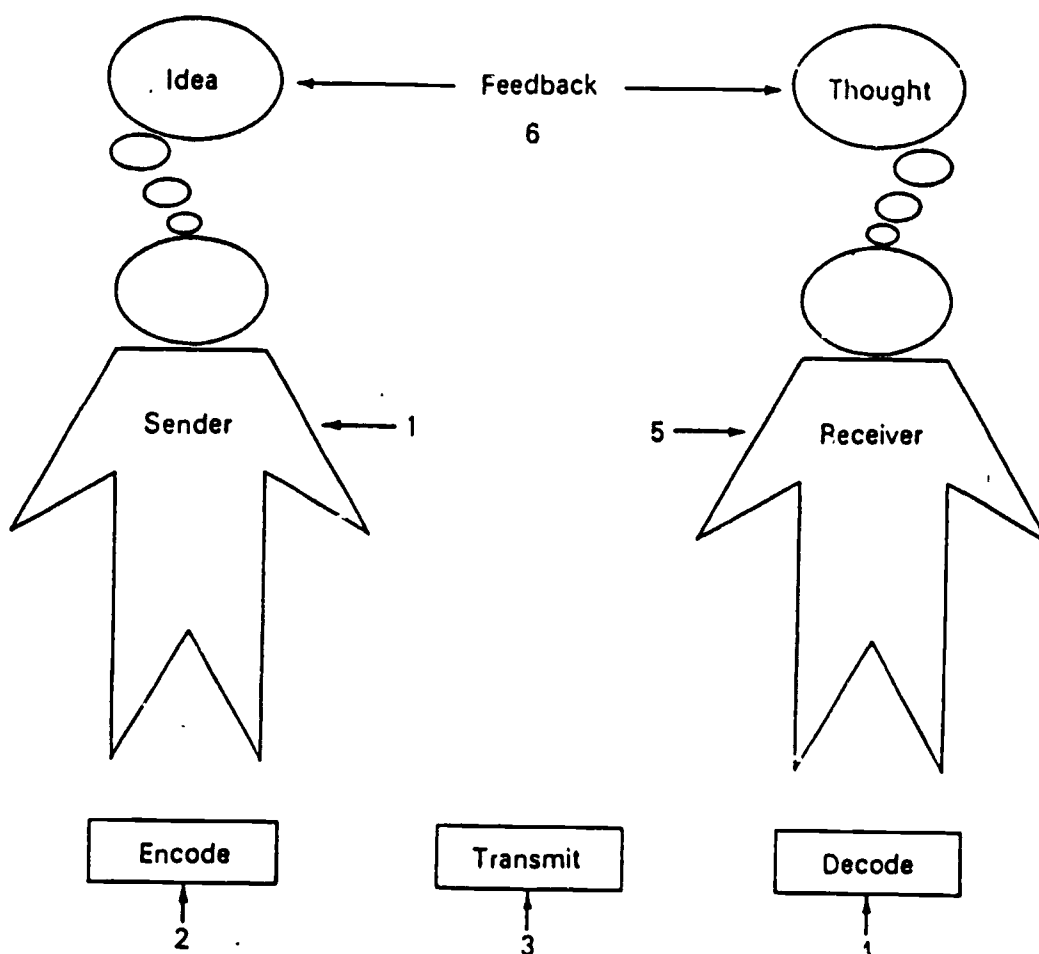 Idea
Feedback
Thought
6
Sender
1
5
Receiver
Encode
Transmit
Decode
2
3